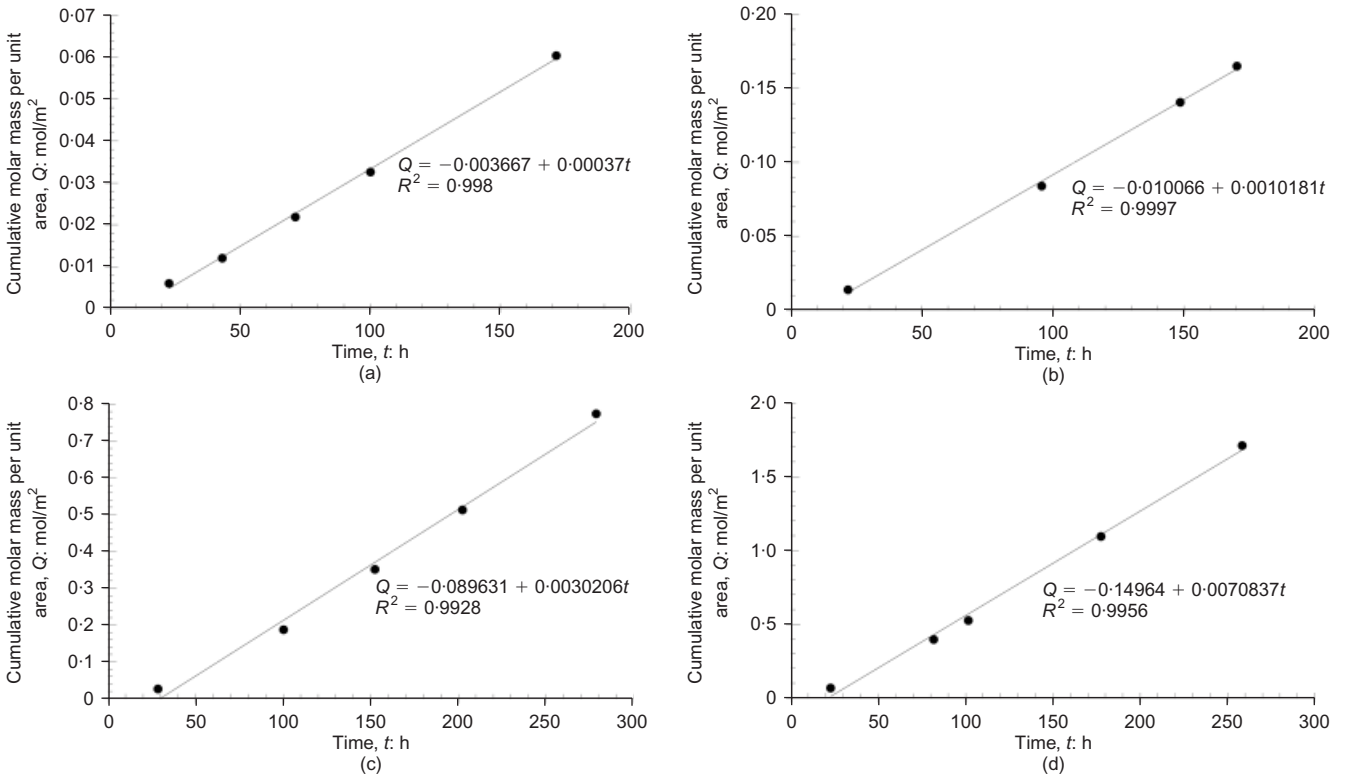 Cumulative molar mass per unit
area, Q: mol/m²
0·07
0·06
0·05
0·04
0·03
0·02
0·01
0
Q = −0·003667 + 0·00037t
R² = 0·998
0 50 100 150 200
Time, t: h
(a)
Cumulative molar mass per unit
area, Q: mol/m²
0·20
0·15
0·10
0·05
0
Q = −0·010066 + 0·0010181t
R² = 0·9997
0 50 100 150 200
Time, t: h
(b)
Cumulative molar mass per unit
area, Q: mol/m²
0·8
0·7
0·6
0·5
0·4
0·3
0·2
0·1
0
Q = −0·089631 + 0·0030206t
R² = 0·9928
0 50 100 150 200 250 300
Time, t: h
(c)
Cumulative molar mass per unit
area, Q: mol/m²
2·0
1·5
1·0
0·5
0
Q = −0·14964 + 0·0070837t
R² = 0·9956
0 50 100 150 200 250 300
Time, t: h
(d)